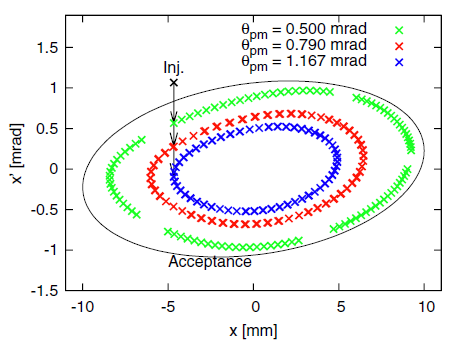 θpm = 0.500 mrad
θpm = 0.790 mrad
θpm = 1.167 mrad
Inj.
1.5
1
0.5
0
-0.5
-1
-1.5
x' [mrad]
Acceptance
-10 -5 0 5 10
x [mm]